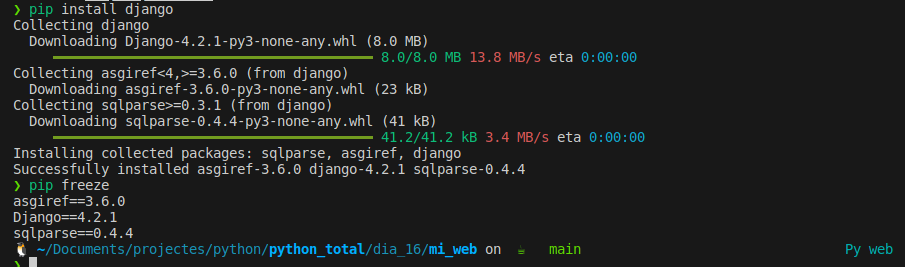 ❯ pip install django
Collecting django
  Downloading Django-4.2.1-py3-none-any.whl (8.0 MB)
     ━━━━━━━━━━━━━━━━━━━━━━━━━━━━━━━━━━━━━━━━ 8.0/8.0 MB 13.8 MB/s eta 0:00:00
Collecting asgiref<4,>=3.6.0 (from django)
  Downloading asgiref-3.6.0-py3-none-any.whl (23 kB)
Collecting sqlparse>=0.3.1 (from django)
  Downloading sqlparse-0.4.4-py3-none-any.whl (41 kB)
     ━━━━━━━━━━━━━━━━━━━━━━━━━━━━━━━━━━━━━━━━ 41.2/41.2 kB 3.4 MB/s eta 0:00:00
Installing collected packages: sqlparse, asgiref, django
Successfully installed asgiref-3.6.0 django-4.2.1 sqlparse-0.4.4
❯ pip freeze
asgiref==3.6.0
Django==4.2.1
sqlparse==0.4.4
🐧 ~/Documents/projectes/python/python_total/dia_16/mi_web on ☕ main Py web
❯